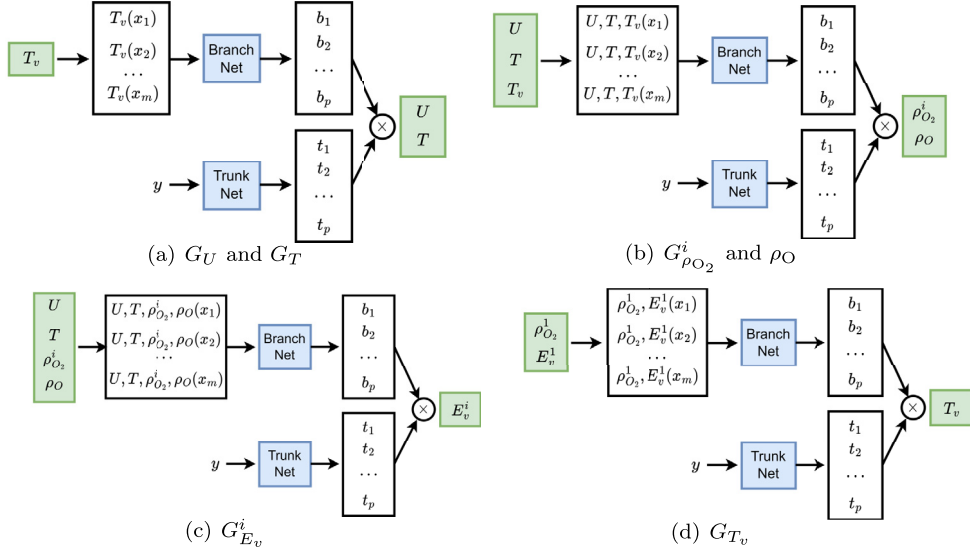 T_v
T_v(x_1)
T_v(x_2)
...
T_v(x_m)
Branch
Net
b_1
b_2
...
b_p
×
U
T
y
Trunk
Net
t_1
t_2
...
t_p
(a) G_U and G_T
U
T
T_v
U, T, T_v(x_1)
U, T, T_v(x_2)
...
U, T, T_v(x_m)
Branch
Net
b_1
b_2
...
b_p
×
ρ^i_{O_2}
ρ_O
y
Trunk
Net
t_1
t_2
...
t_p
(b) G^i_{ρ_{O_2}} and ρ_O
U
T
ρ^i_{O_2}
ρ_O
U, T, ρ^i_{O_2}, ρ_O(x_1)
U, T, ρ^i_{O_2}, ρ_O(x_2)
...
U, T, ρ^i_{O_2}, ρ_O(x_m)
Branch
Net
b_1
b_2
...
b_p
×
E^i_v
y
Trunk
Net
t_1
t_2
...
t_p
(c) G^i_{E_v}
ρ^1_{O_2}
E^1_v
ρ^1_{O_2}, E^1_v(x_1)
ρ^1_{O_2}, E^1_v(x_2)
...
ρ^1_{O_2}, E^1_v(x_m)
Branch
Net
b_1
b_2
...
b_p
×
T_v
y
Trunk
Net
t_1
t_2
...
t_p
(d) G_{T_v}